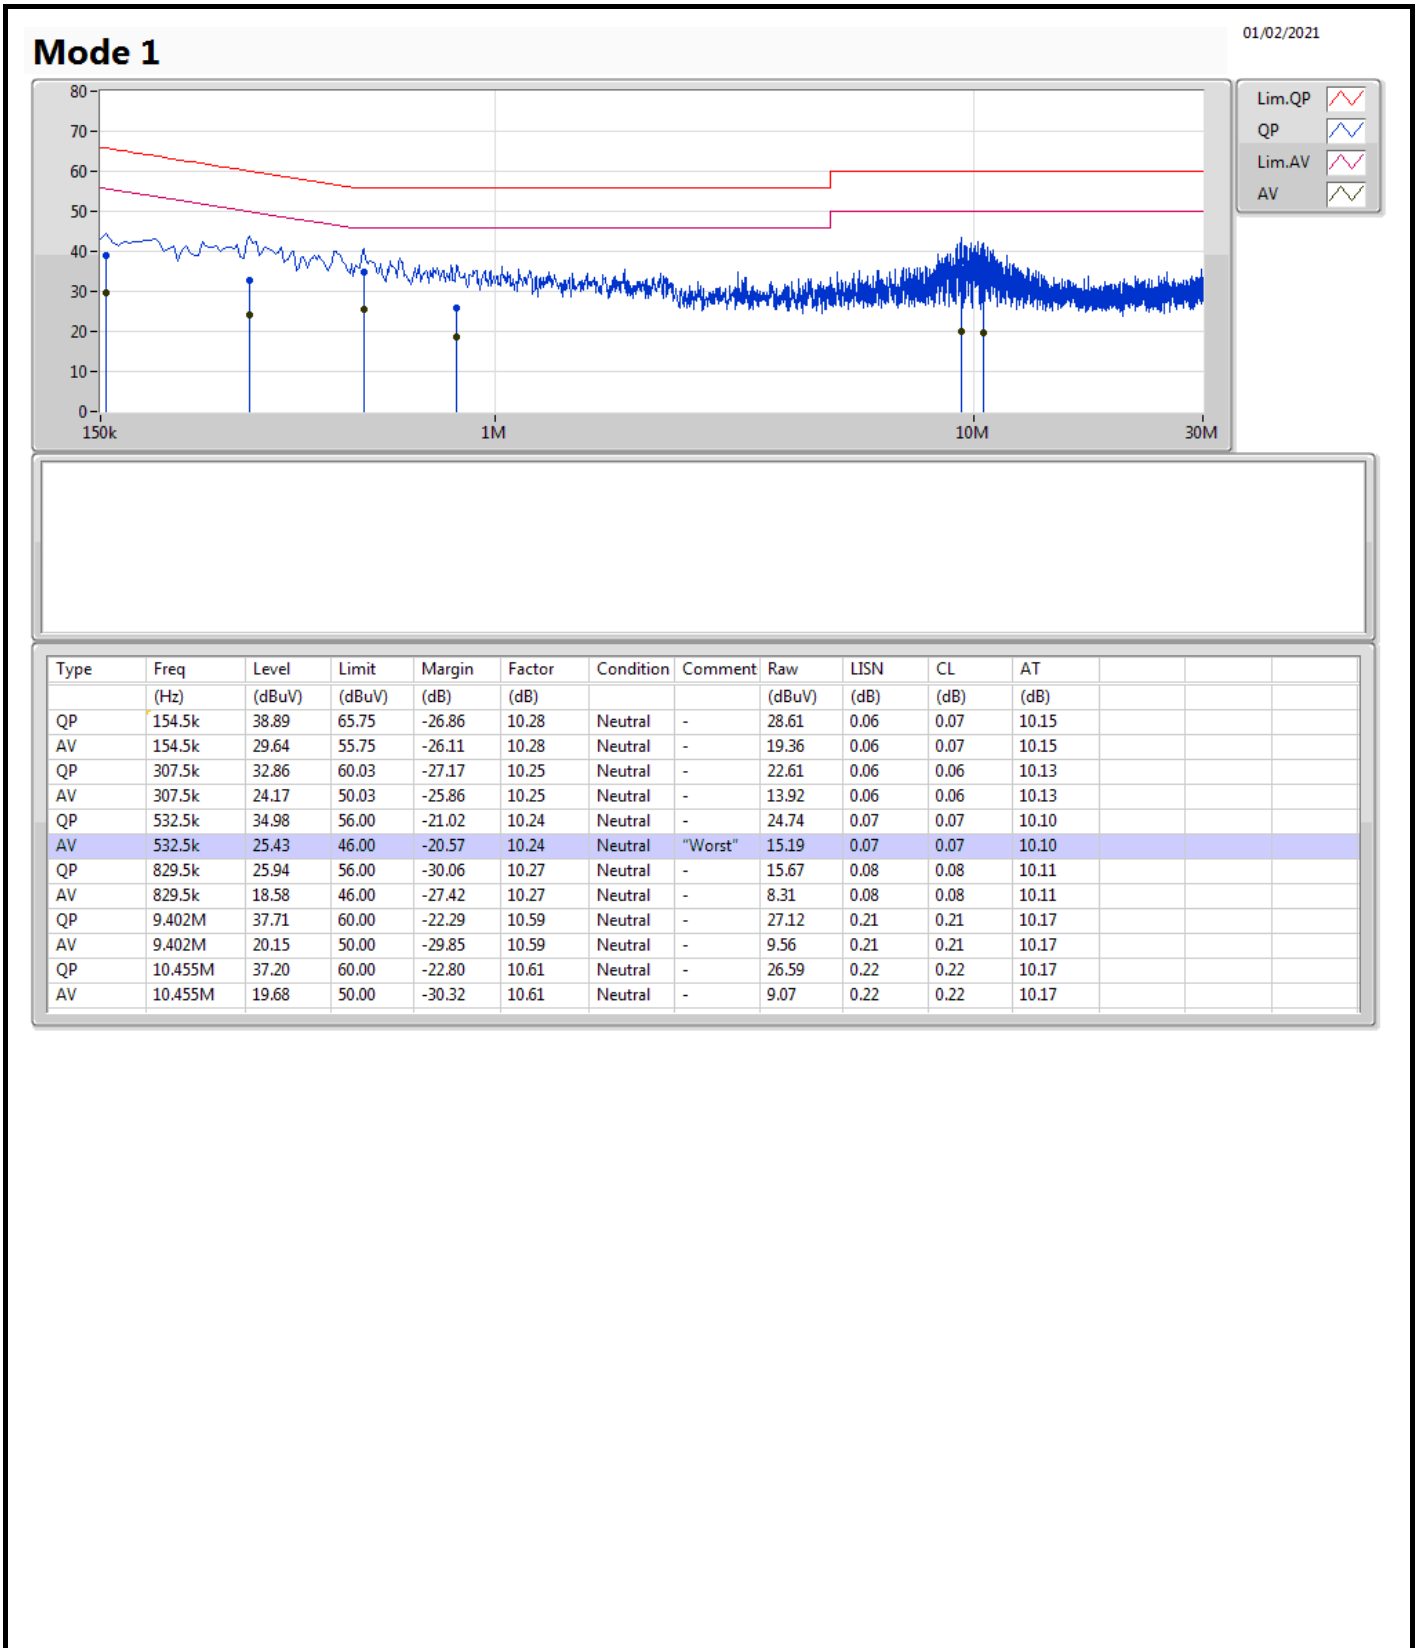 01/02/2021
Mode 1
80
70
60
50
40
30
20
10
0
150k 1M 10M 30M
Lim.QP
QP
Lim.AV
AV
Type Freq Level Limit Margin Factor Condition Comment Raw LISN CL AT
(Hz) (dBuV) (dBuV) (dB) (dB) (dBuV) (dB) (dB) (dB)
QP 154.5k 38.89 65.75 -26.86 10.28 Neutral - 28.61 0.06 0.07 10.15
AV 154.5k 29.64 55.75 -26.11 10.28 Neutral - 19.36 0.06 0.07 10.15
QP 307.5k 32.86 60.03 -27.17 10.25 Neutral - 22.61 0.06 0.06 10.13
AV 307.5k 24.17 50.03 -25.86 10.25 Neutral - 13.92 0.06 0.06 10.13
QP 532.5k 34.98 56.00 -21.02 10.24 Neutral - 24.74 0.07 0.07 10.10
AV 532.5k 25.43 46.00 -20.57 10.24 Neutral "Worst" 15.19 0.07 0.07 10.10
QP 829.5k 25.94 56.00 -30.06 10.27 Neutral - 15.67 0.08 0.08 10.11
AV 829.5k 18.58 46.00 -27.42 10.27 Neutral - 8.31 0.08 0.08 10.11
QP 9.402M 37.71 60.00 -22.29 10.59 Neutral - 27.12 0.21 0.21 10.17
AV 9.402M 20.15 50.00 -29.85 10.59 Neutral - 9.56 0.21 0.21 10.17
QP 10.455M 37.20 60.00 -22.80 10.61 Neutral - 26.59 0.22 0.22 10.17
AV 10.455M 19.68 50.00 -30.32 10.61 Neutral - 9.07 0.22 0.22 10.17